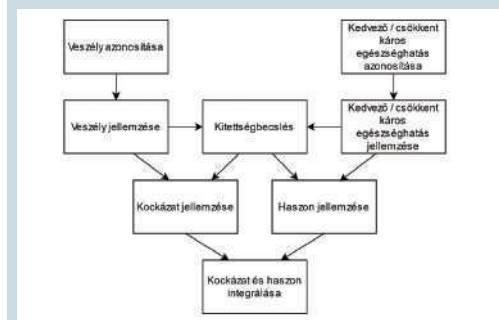 Veszély azonosítása
Kedvező / csökkent
káros
egészséghatás
azonosítása
Veszély jellemzése
Kitettségbecslés
Kedvező / csökkent
káros
egészséghatás
jellemzése
Kockázat jellemzése
Haszon jellemzése
Kockázat és haszon
integrálása